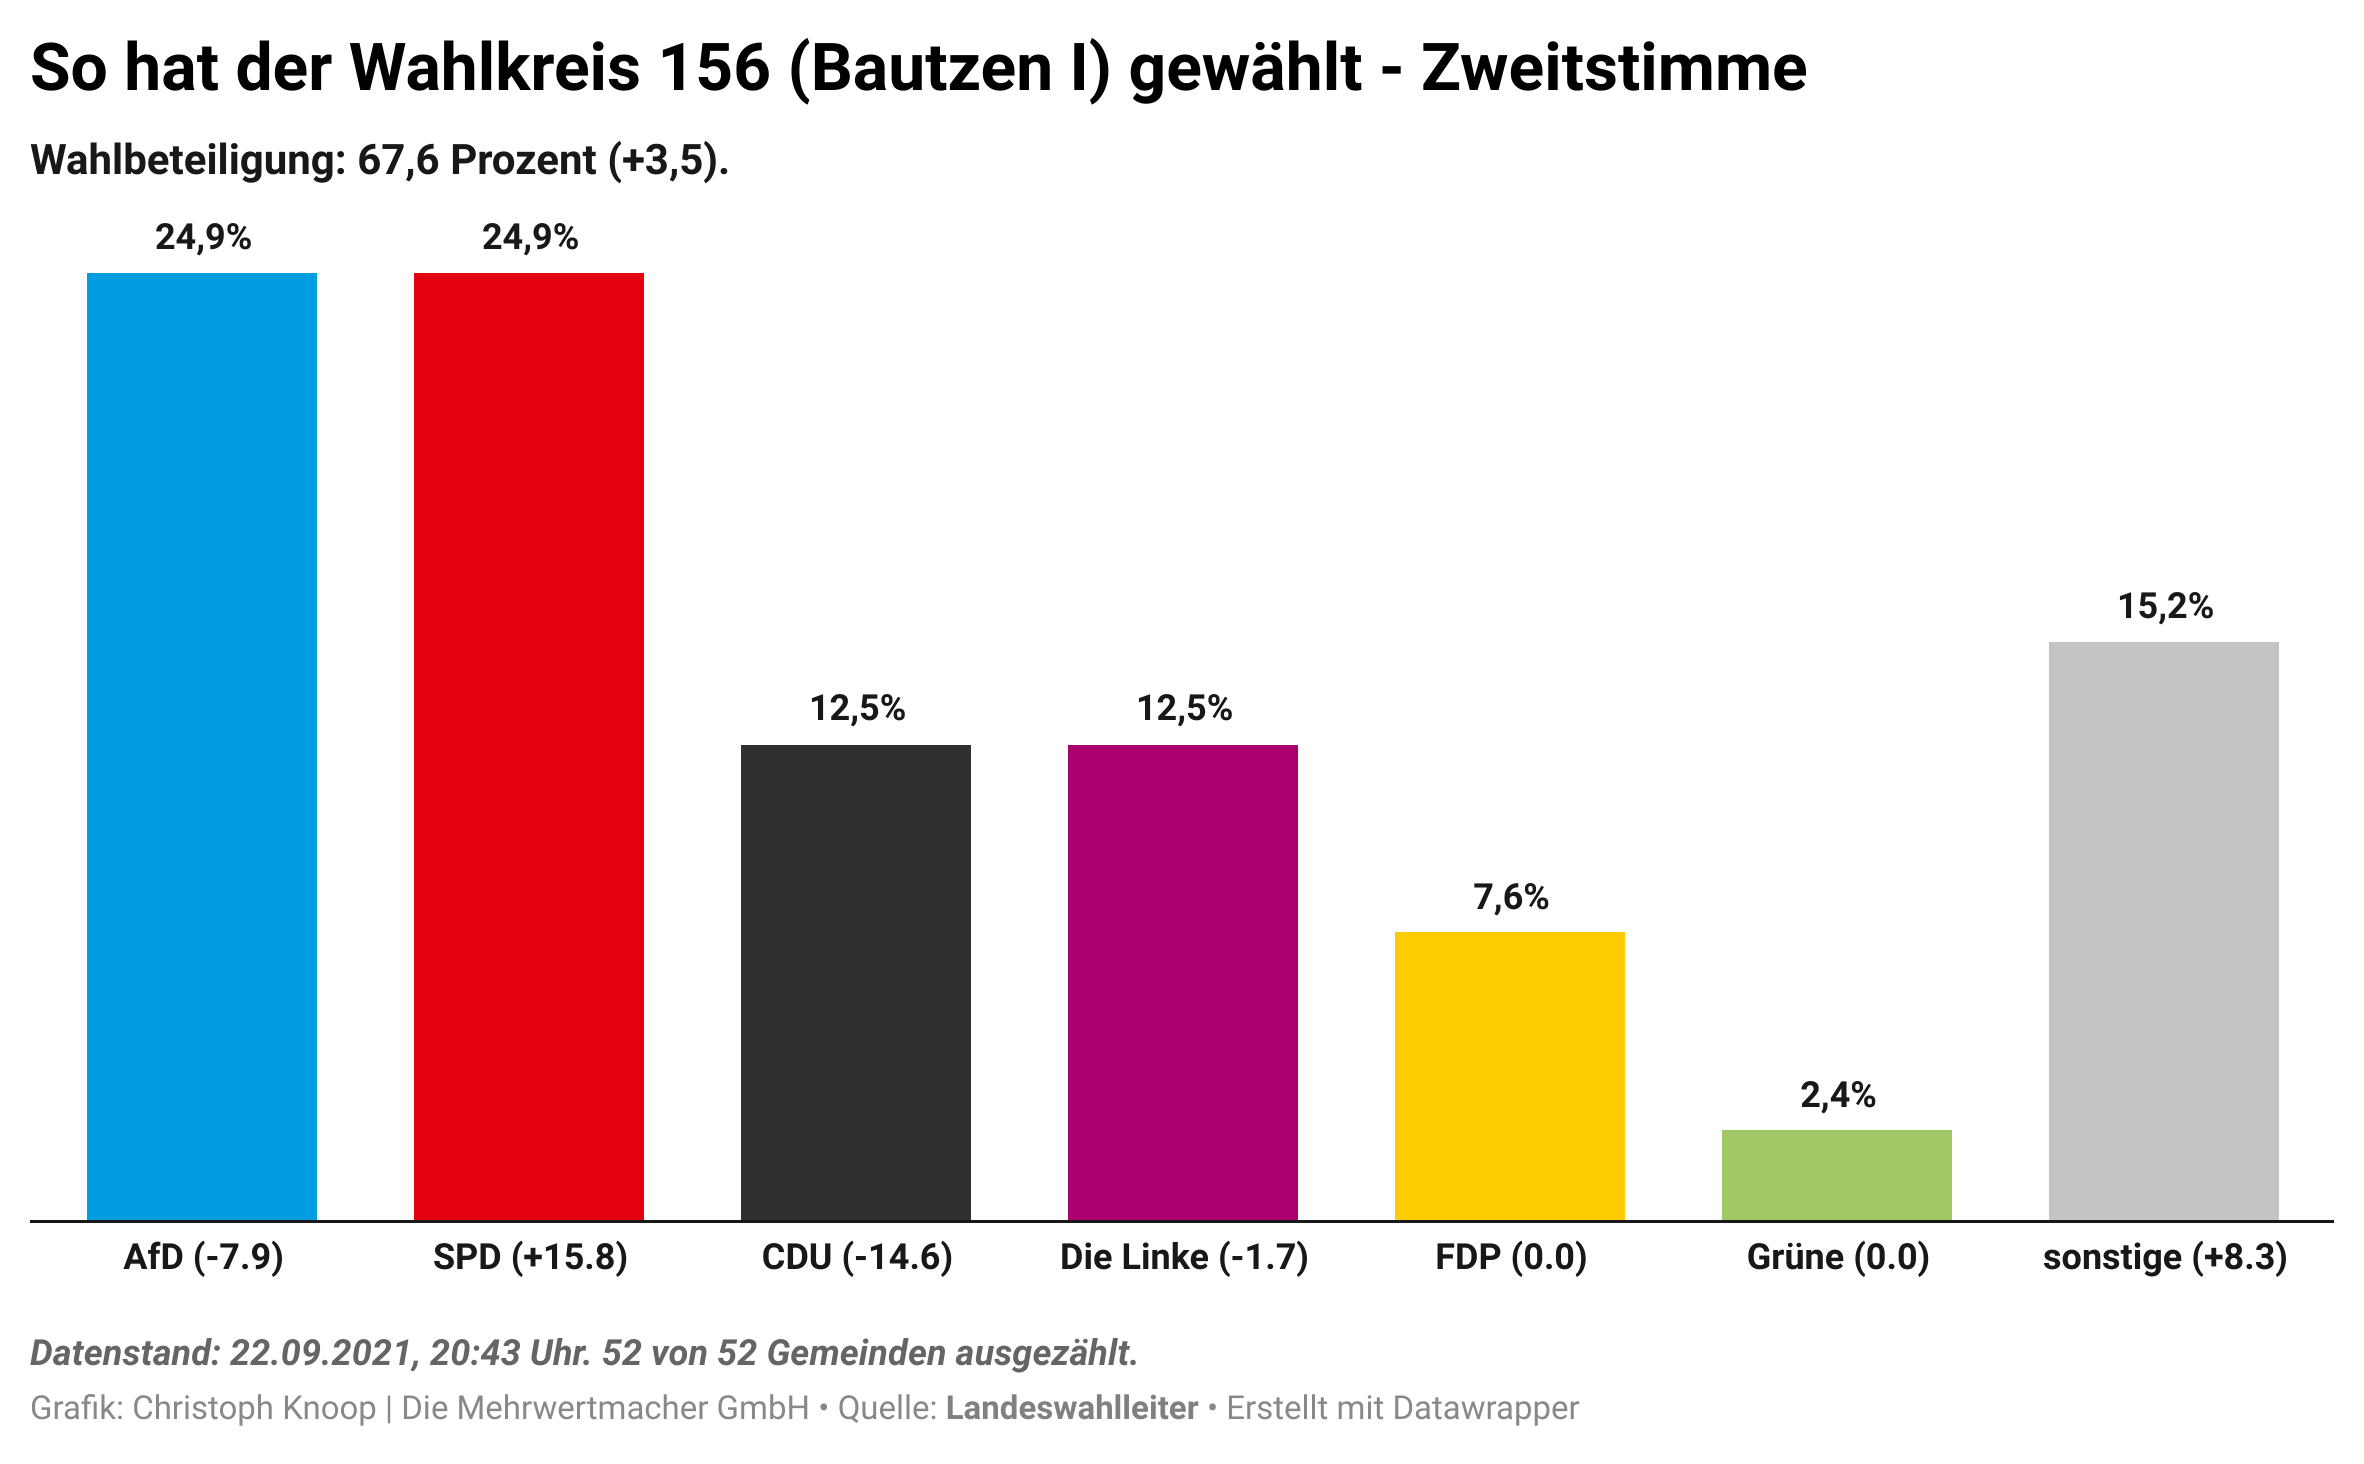 So hat der Wahlkreis 156 (Bautzen I) gewählt - Zweitstimme
Wahlbeteiligung: 67,6 Prozent (+3,5).
24,9%
24,9%
12,5%
12,5%
7,6%
2,4%
15,2%
AfD (-7.9)
SPD (+15.8)
CDU (-14.6)
Die Linke (-1.7)
FDP (0.0)
Grüne (0.0)
sonstige (+8.3)
Datenstand: 22.09.2021, 20:43 Uhr. 52 von 52 Gemeinden ausgezählt.
Grafik: Christoph Knoop | Die Mehrwertmacher GmbH • Quelle: Landeswahlleiter • Erstellt mit Datawrapper